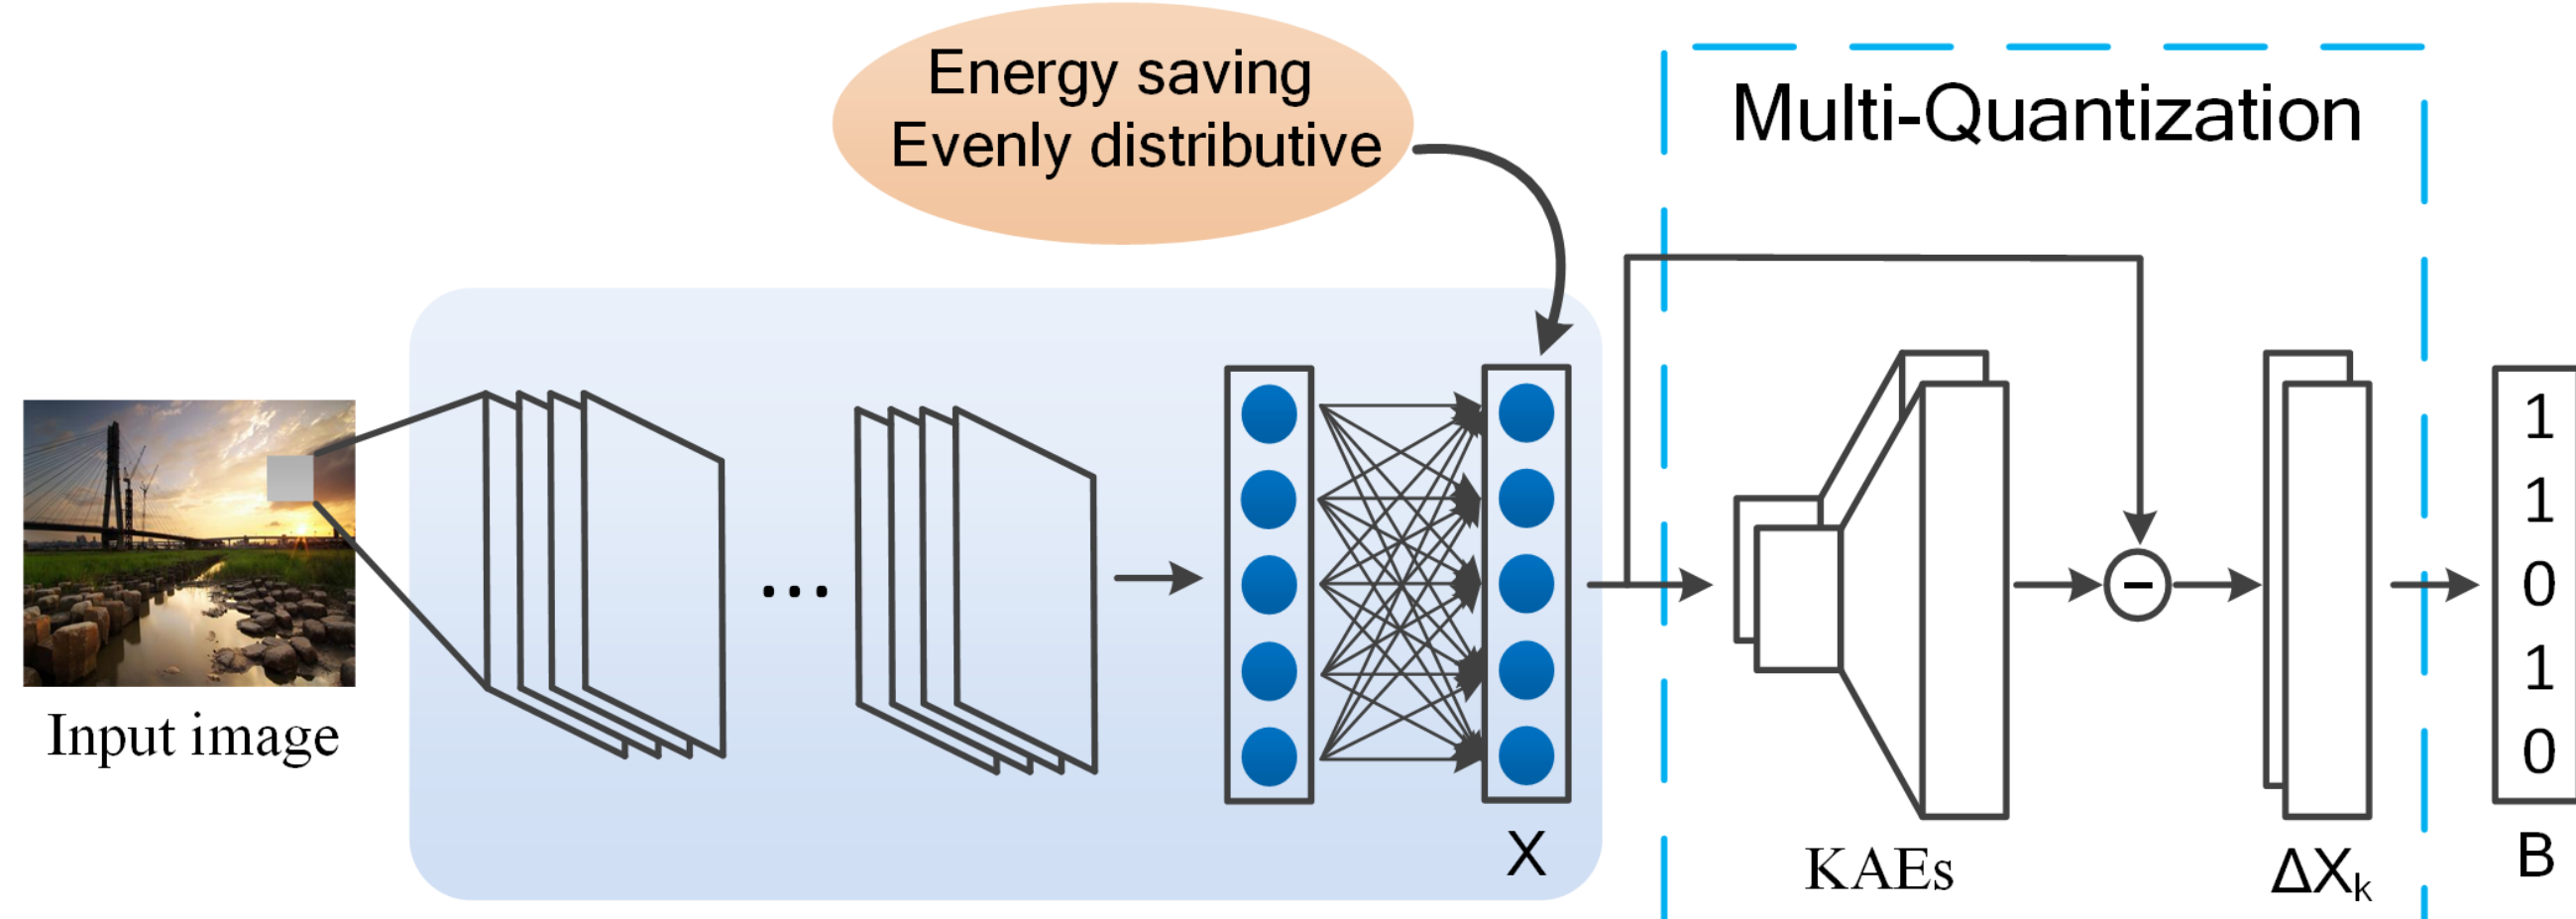 Energy saving
Evenly distributive
Multi-Quantization
Input image
...
X
KAEs
−
ΔXₖ
1
1
0
1
0
B